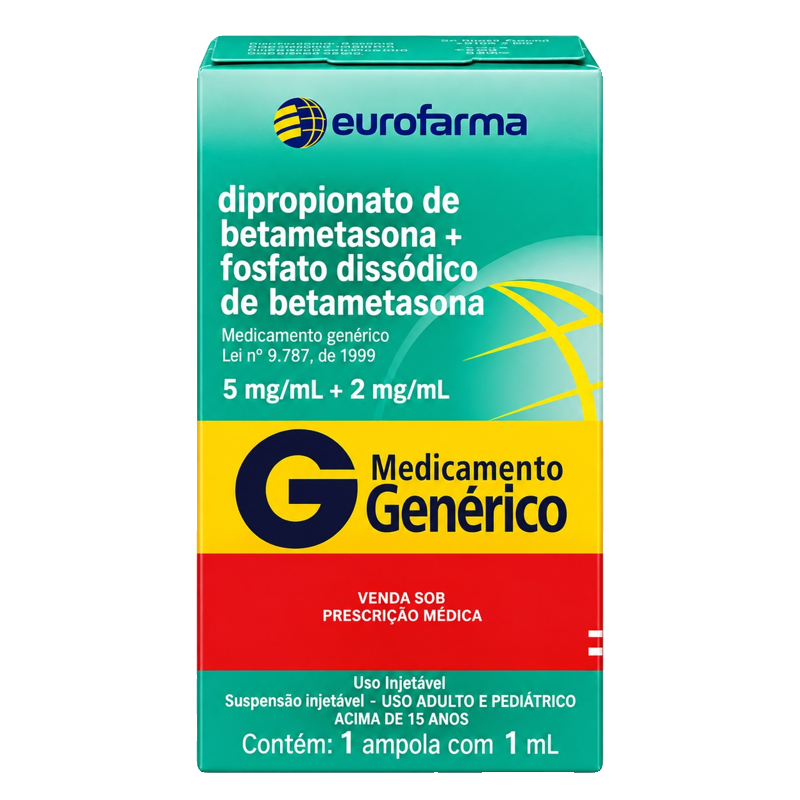 eurofarma
dipropionato de
betametasona +
fosfato dissódico
de betametasona
Medicamento genérico
Lei nº 9.787, de 1999
5 mg/mL + 2 mg/mL
G Medicamento
Genérico
VENDA SOB
PRESCRIÇÃO MÉDICA
Uso Injetável
Suspensão injetável - USO ADULTO E PEDIÁTRICO
ACIMA DE 15 ANOS
Contém: 1 ampola com 1 mL